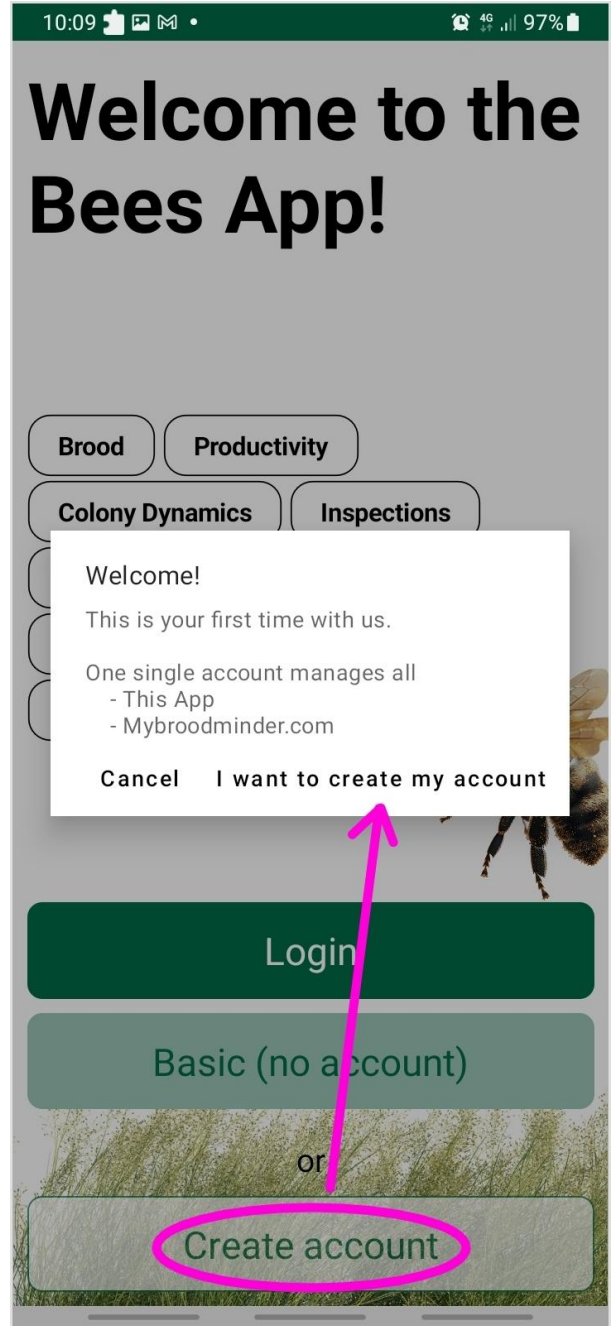 10:09
4G
97%
Welcome to the
Bees App!
Brood
Productivity
Colony Dynamics
Inspections
Welcome!
This is your first time with us.
One single account manages all
- This App
- Mybroodminder.com
Cancel
I want to create my account
Login
Basic (no account)
or
Create account